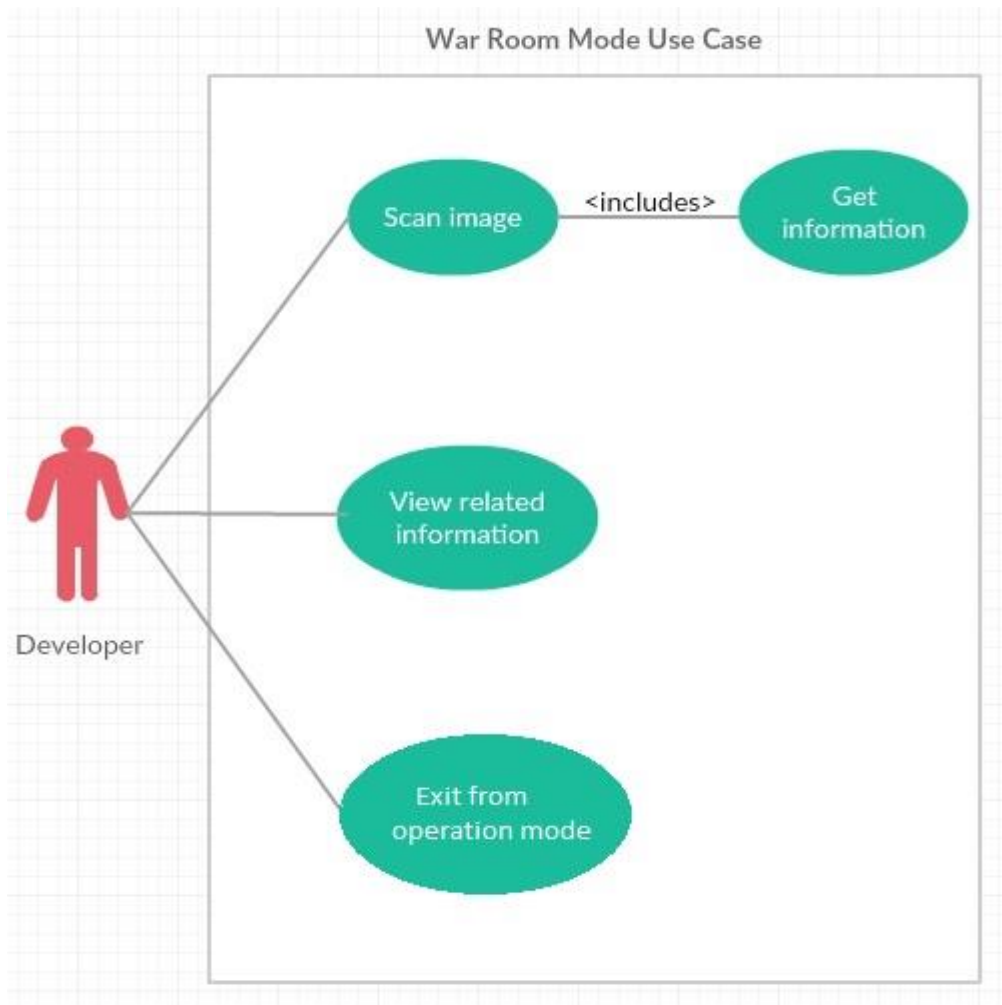 War Room Mode Use Case
Scan image
<includes>
Get
information
View related
information
Developer
Exit from
operation mode